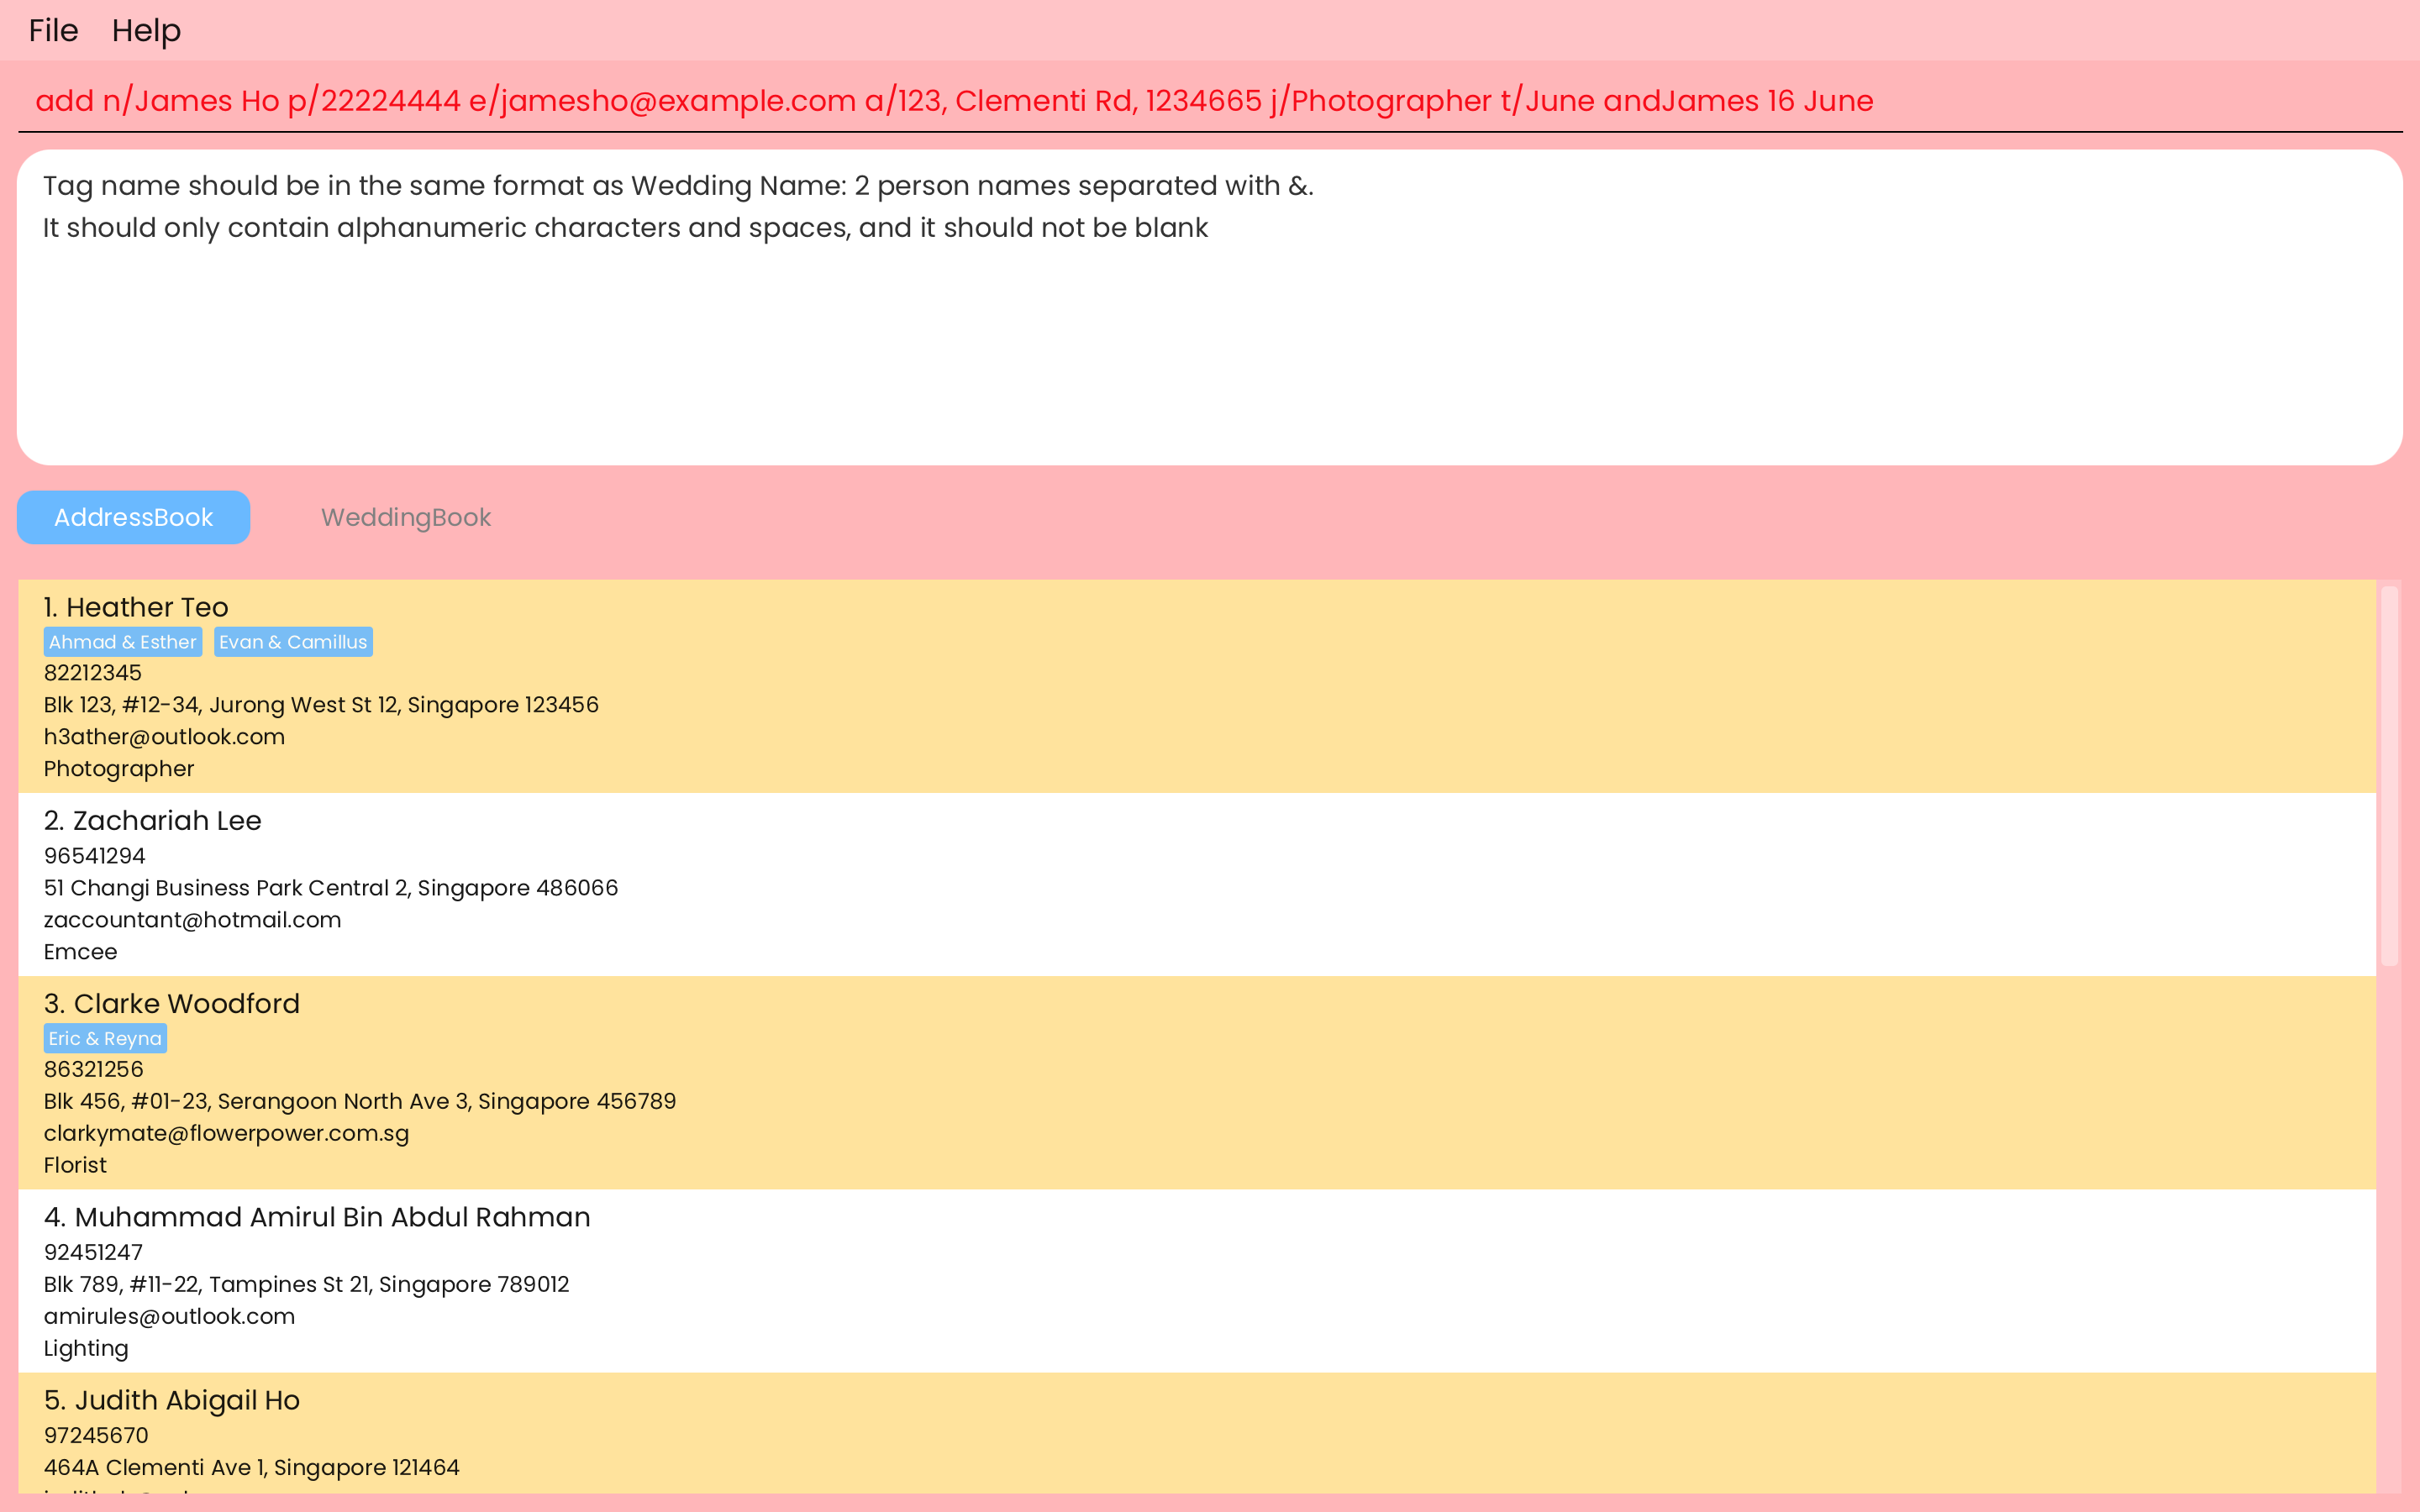 File Help
add n/James Ho p/22224444 e/jamesho@example.com a/123, Clementi Rd, 1234665 j/Photographer t/June andJames 16 June
Tag name should be in the same format as Wedding Name: 2 person names separated with &.
It should only contain alphanumeric characters and spaces, and it should not be blank
AddressBook WeddingBook
1. Heather Teo
Ahmad & Esther Evan & Camillus
82212345
Blk 123, #12-34, Jurong West St 12, Singapore 123456
h3ather@outlook.com
Photographer
2. Zachariah Lee
96541294
51 Changi Business Park Central 2, Singapore 486066
zaccountant@hotmail.com
Emcee
3. Clarke Woodford
Eric & Reyna
86321256
Blk 456, #01-23, Serangoon North Ave 3, Singapore 456789
clarkymate@flowerpower.com.sg
Florist
4. Muhammad Amirul Bin Abdul Rahman
92451247
Blk 789, #11-22, Tampines St 21, Singapore 789012
amirules@outlook.com
Lighting
5. Judith Abigail Ho
97245670
464A Clementi Ave 1, Singapore 121464